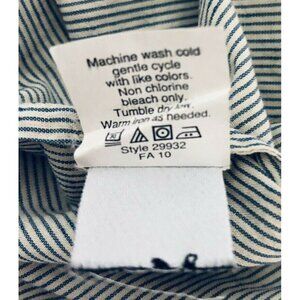 Machine wash cold
gentle cycle
with like colors.
Non chlorine
bleach only.
Tumble dry low.
Warm iron as needed.
Style 29932
FA 10